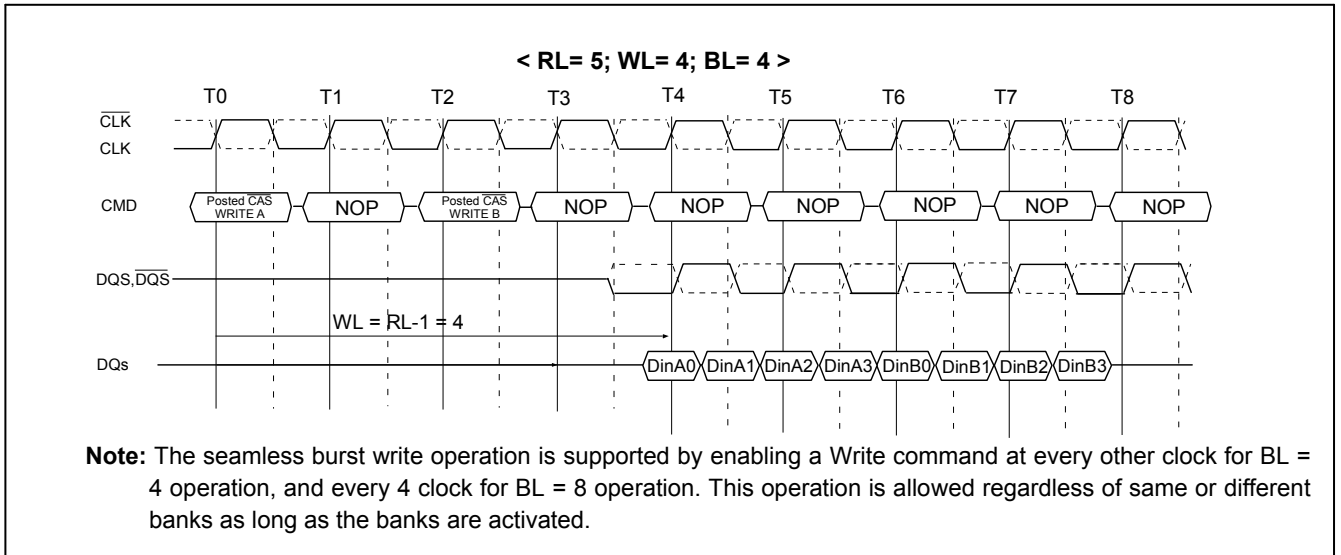 < RL= 5; WL= 4; BL= 4 >
T0 T1 T2 T3 T4 T5 T6 T7 T8
CLK
CLK
CMD Posted CAS WRITE A NOP Posted CAS WRITE B NOP NOP NOP NOP NOP NOP
DQS,DQS
WL = RL-1 = 4
DQs DinA0 DinA1 DinA2 DinA3 DinB0 DinB1 DinB2 DinB3
Note: The seamless burst write operation is supported by enabling a Write command at every other clock for BL =
4 operation, and every 4 clock for BL = 8 operation. This operation is allowed regardless of same or different
banks as long as the banks are activated.